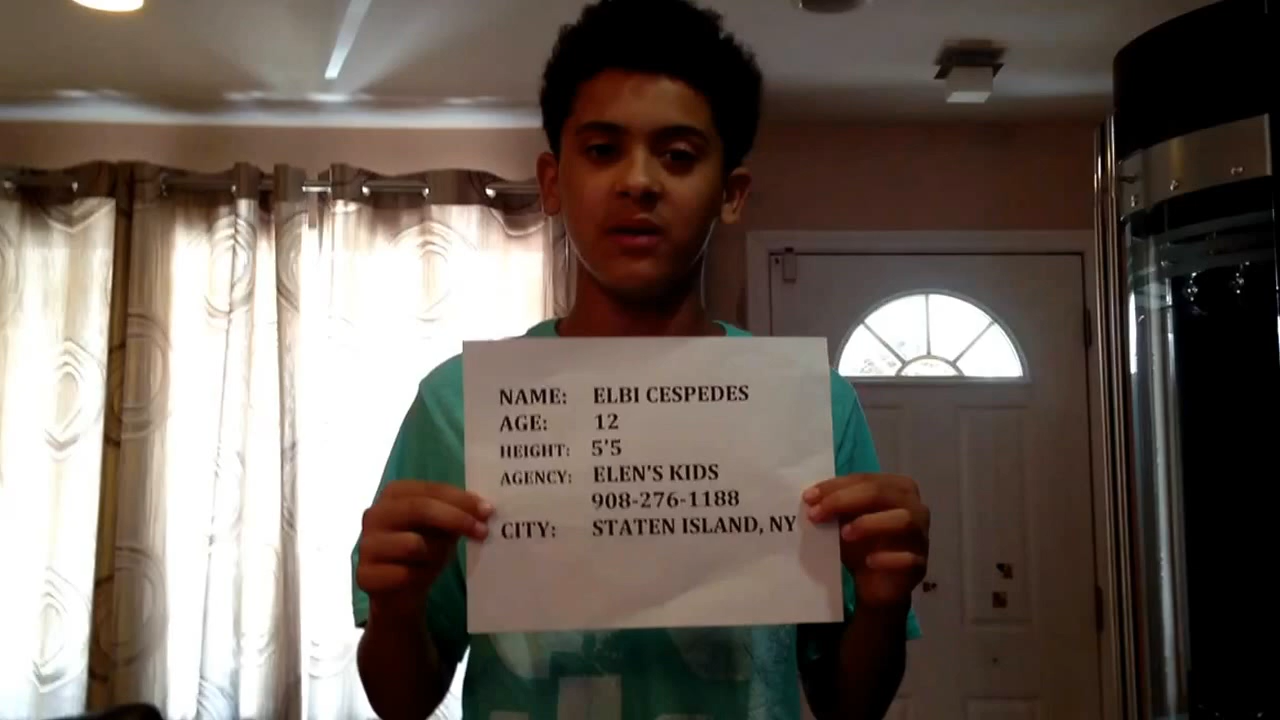 NAME: ELBI CESPEDES
AGE: 12
HEIGHT: 5'5
AGENCY: ELEN'S KIDS
908-276-1188
CITY: STATEN ISLAND, NY